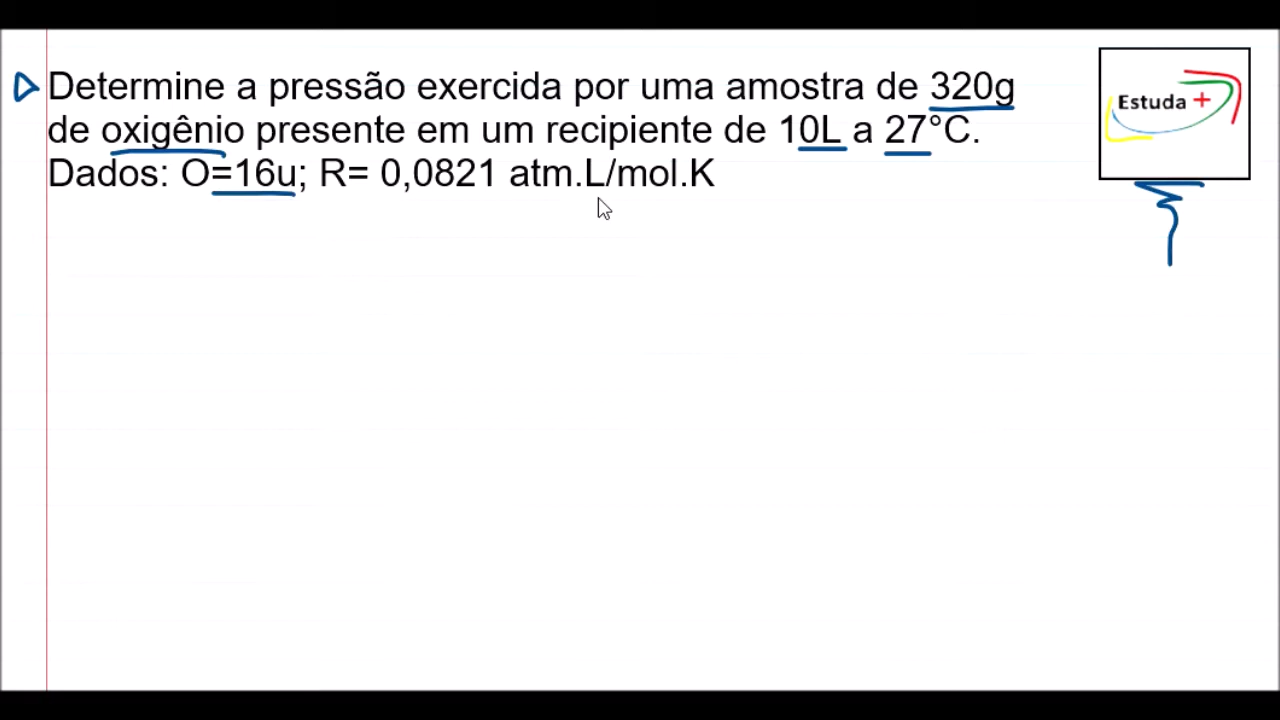 Determine a pressão exercida por uma amostra de 320g
de oxigênio presente em um recipiente de 10L a 27°C.
Dados: O=16u; R= 0,0821 atm.L/mol.K
Estuda +